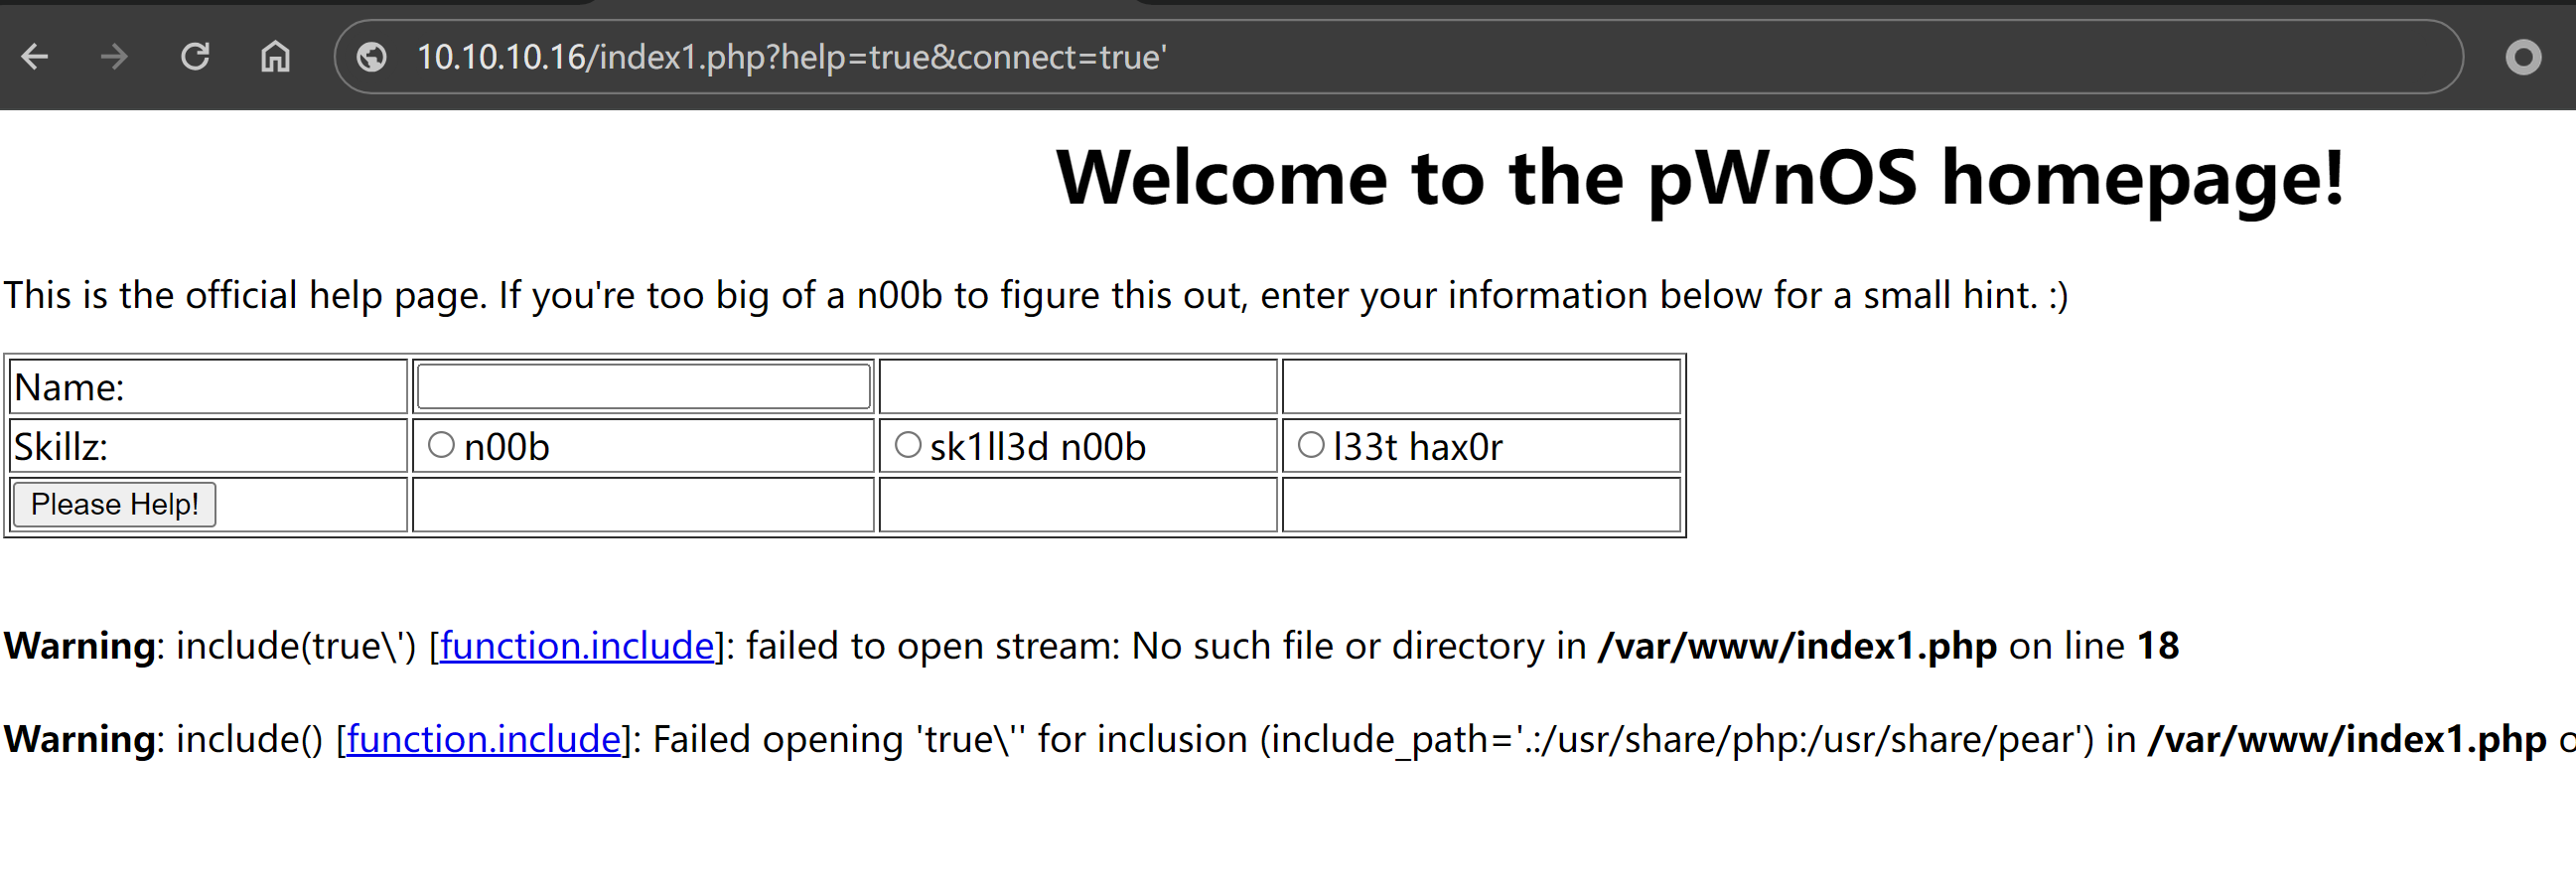 10.10.10.16/index1.php?help=true&connect=true'
Welcome to the pWnOS homepage!
This is the official help page. If you're too big of a n00b to figure this out, enter your information below for a small hint. :)
Name:
Skillz: n00b sk1ll3d n00b l33t hax0r
Please Help!
Warning: include(true\') [function.include]: failed to open stream: No such file or directory in /var/www/index1.php on line 18
Warning: include() [function.include]: Failed opening 'true\'' for inclusion (include_path='.:/usr/share/php:/usr/share/pear') in /var/www/index1.php